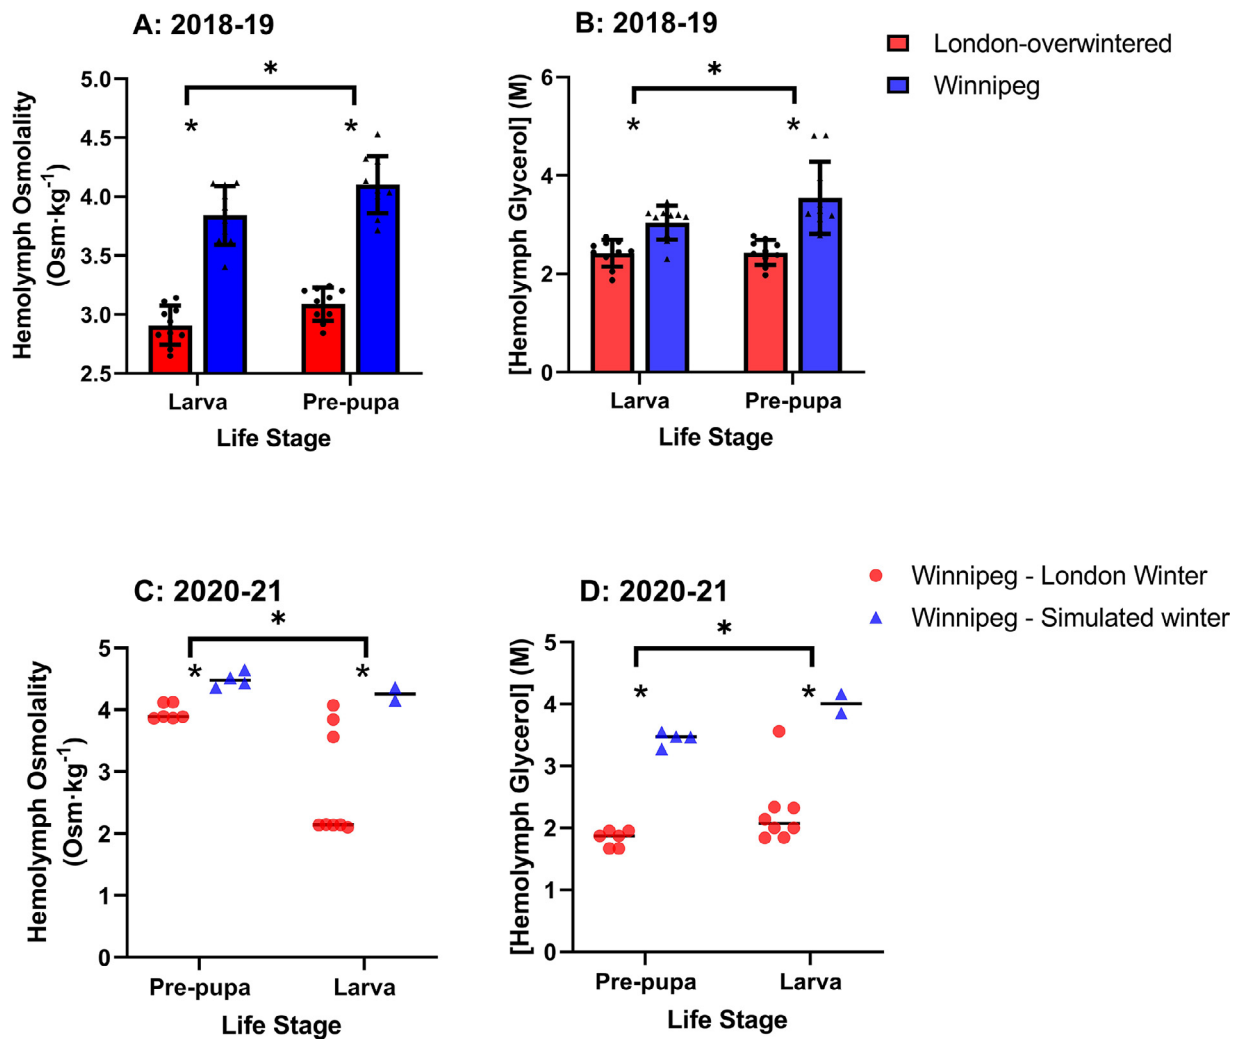 A: 2018-19
B: 2018-19
London-overwintered
Winnipeg
Hemolymph Osmolality
(Osm·kg⁻¹)
5.0
4.5
4.0
3.5
3.0
2.5
*
*
*
Larva
Pre-pupa
Life Stage
[Hemolymph Glycerol] (M)
6
4
2
0
*
*
*
Larva
Pre-pupa
Life Stage
C: 2020-21
D: 2020-21
Winnipeg - London Winter
Winnipeg - Simulated winter
Hemolymph Osmolality
(Osm·kg⁻¹)
5
4
3
2
1
0
*
*
*
Pre-pupa
Larva
Life Stage
[Hemolymph Glycerol] (M)
5
4
3
2
1
0
*
*
*
Pre-pupa
Larva
Life Stage